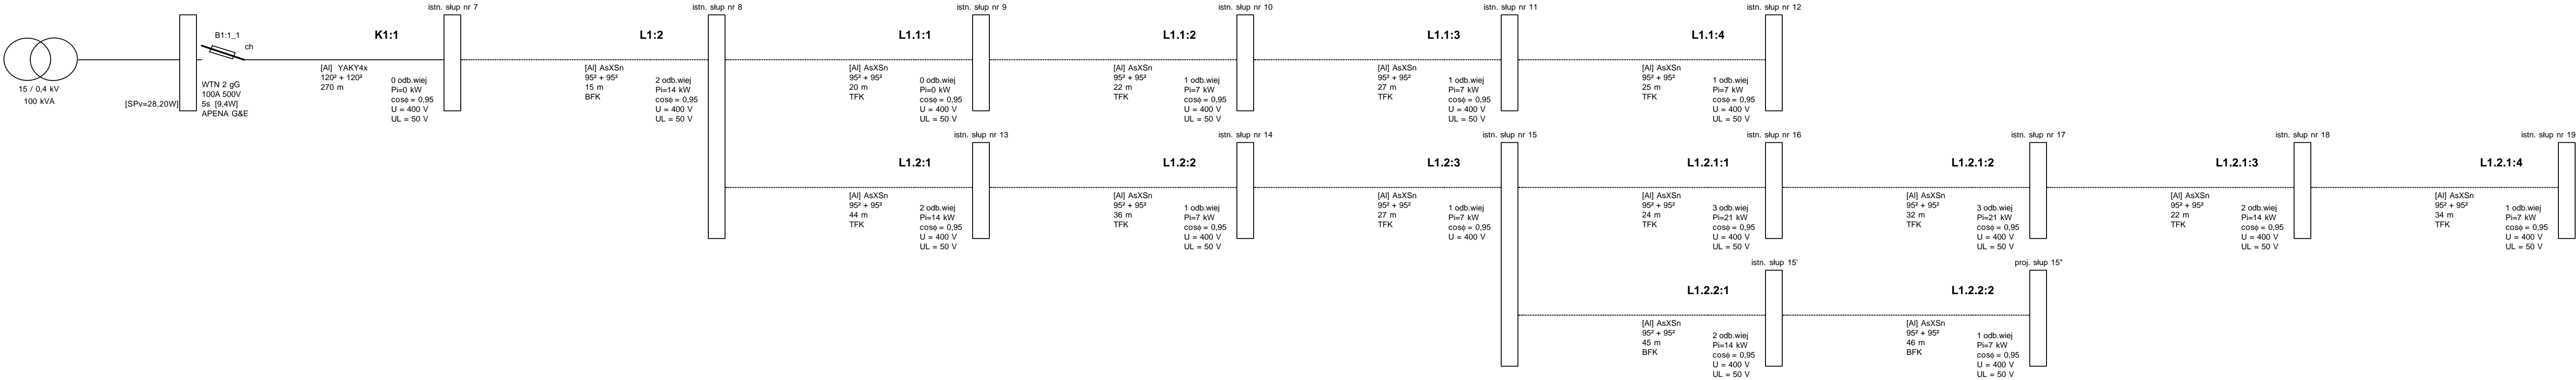 15 / 0,4 kV
100 kVA
[SPv=28,20W]
B1:1_1
ch
WTN 2 gG
100A 500V
5s [9,4W]
APENA G&E
K1:1
[Al] YAKY4x
120² + 120²
270 m
istn. słup nr 7
0 odb.wiej
Pi=0 kW
cosϕ = 0,95
U = 400 V
UL = 50 V
L1:2
[Al] AsXSn
95² + 95²
15 m
BFK
istn. słup nr 8
2 odb.wiej
Pi=14 kW
cosϕ = 0,95
U = 400 V
UL = 50 V
L1.1:1
[Al] AsXSn
95² + 95²
20 m
TFK
istn. słup nr 9
0 odb.wiej
Pi=0 kW
cosϕ = 0,95
U = 400 V
UL = 50 V
L1.1:2
[Al] AsXSn
95² + 95²
22 m
TFK
istn. słup nr 10
1 odb.wiej
Pi=7 kW
cosϕ = 0,95
U = 400 V
UL = 50 V
L1.1:3
[Al] AsXSn
95² + 95²
27 m
TFK
istn. słup nr 11
1 odb.wiej
Pi=7 kW
cosϕ = 0,95
U = 400 V
UL = 50 V
L1.1:4
[Al] AsXSn
95² + 95²
25 m
TFK
istn. słup nr 12
1 odb.wiej
Pi=7 kW
cosϕ = 0,95
U = 400 V
UL = 50 V
L1.2:1
[Al] AsXSn
95² + 95²
44 m
TFK
istn. słup nr 13
2 odb.wiej
Pi=14 kW
cosϕ = 0,95
U = 400 V
UL = 50 V
L1.2:2
[Al] AsXSn
95² + 95²
36 m
TFK
istn. słup nr 14
1 odb.wiej
Pi=7 kW
cosϕ = 0,95
U = 400 V
UL = 50 V
L1.2:3
[Al] AsXSn
95² + 95²
27 m
TFK
istn. słup nr 15
1 odb.wiej
Pi=7 kW
cosϕ = 0,95
U = 400 V
L1.2.1:1
[Al] AsXSn
95² + 95²
24 m
TFK
istn. słup nr 16
3 odb.wiej
Pi=21 kW
cosϕ = 0,95
U = 400 V
UL = 50 V
L1.2.1:2
[Al] AsXSn
95² + 95²
32 m
TFK
istn. słup nr 17
3 odb.wiej
Pi=21 kW
cosϕ = 0,95
U = 400 V
UL = 50 V
L1.2.1:3
[Al] AsXSn
95² + 95²
22 m
TFK
istn. słup nr 18
2 odb.wiej
Pi=14 kW
cosϕ = 0,95
U = 400 V
UL = 50 V
L1.2.1:4
[Al] AsXSn
95² + 95²
34 m
TFK
istn. słup nr 19
1 odb.wiej
Pi=7 kW
cosϕ = 0,95
U = 400 V
UL = 50 V
L1.2.2:1
[Al] AsXSn
95² + 95²
45 m
BFK
istn. słup 15'
2 odb.wiej
Pi=14 kW
cosϕ = 0,95
U = 400 V
UL = 50 V
L1.2.2:2
[Al] AsXSn
95² + 95²
46 m
BFK
proj. słup 15"
1 odb.wiej
Pi=7 kW
cosϕ = 0,95
U = 400 V
UL = 50 V